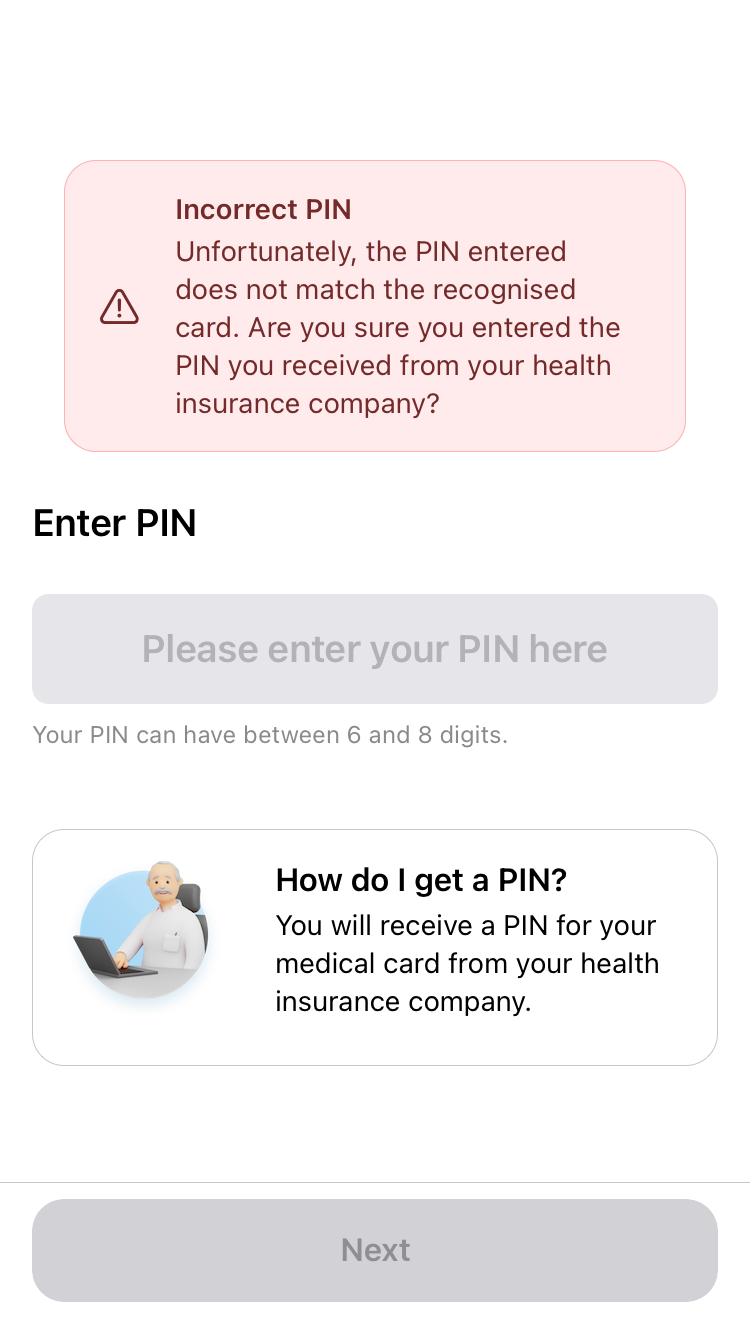 Incorrect PIN
Unfortunately, the PIN entered
does not match the recognised
card. Are you sure you entered the
PIN you received from your health
insurance company?
Enter PIN
Please enter your PIN here
Your PIN can have between 6 and 8 digits.
How do I get a PIN?
You will receive a PIN for your
medical card from your health
insurance company.
Next